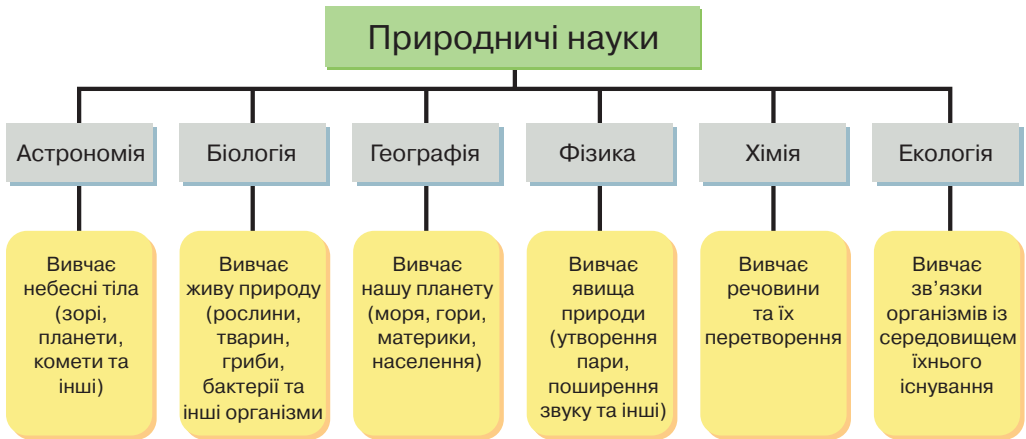 Природничі науки
Астрономія
Біологія
Географія
Фізика
Хімія
Екологія
Вивчає
небесні тіла
(зорі,
планети,
комети та
інші)
Вивчає
живу природу
(рослини,
тварин,
гриби,
бактерії та
інші організми
Вивчає
нашу планету
(моря, гори,
материки,
населення)
Вивчає
явища
природи
(утворення
пари,
поширення
звуку та інші)
Вивчає
речовини
та їх
перетворення
Вивчає
зв’язки
організмів із
середовищем
їхнього
існування